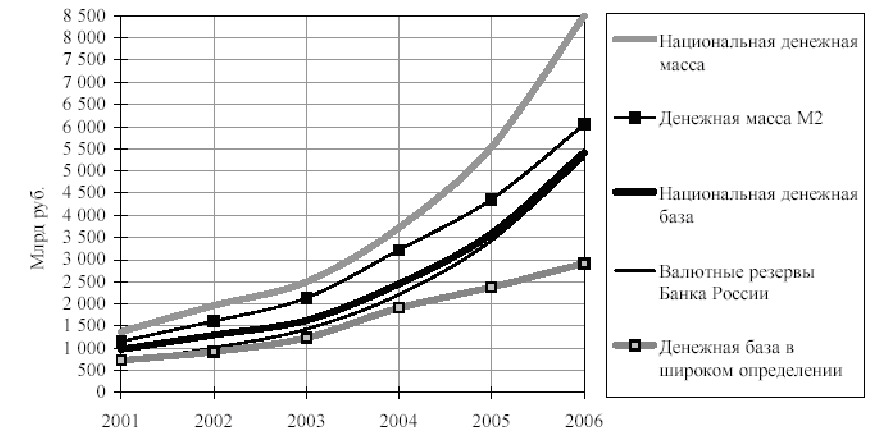 Млрд руб.
8 500
8 000
7 500
7 000
6 500
6 000
5 500
5 000
4 500
4 000
3 500
3 000
2 500
2 000
1 500
1 000
500
0
2001 2002 2003 2004 2005 2006
Национальная денежная
масса
Денежная масса М2
Национальная денежная
база
Валютные резервы
Банка России
Денежная база в
широком определении